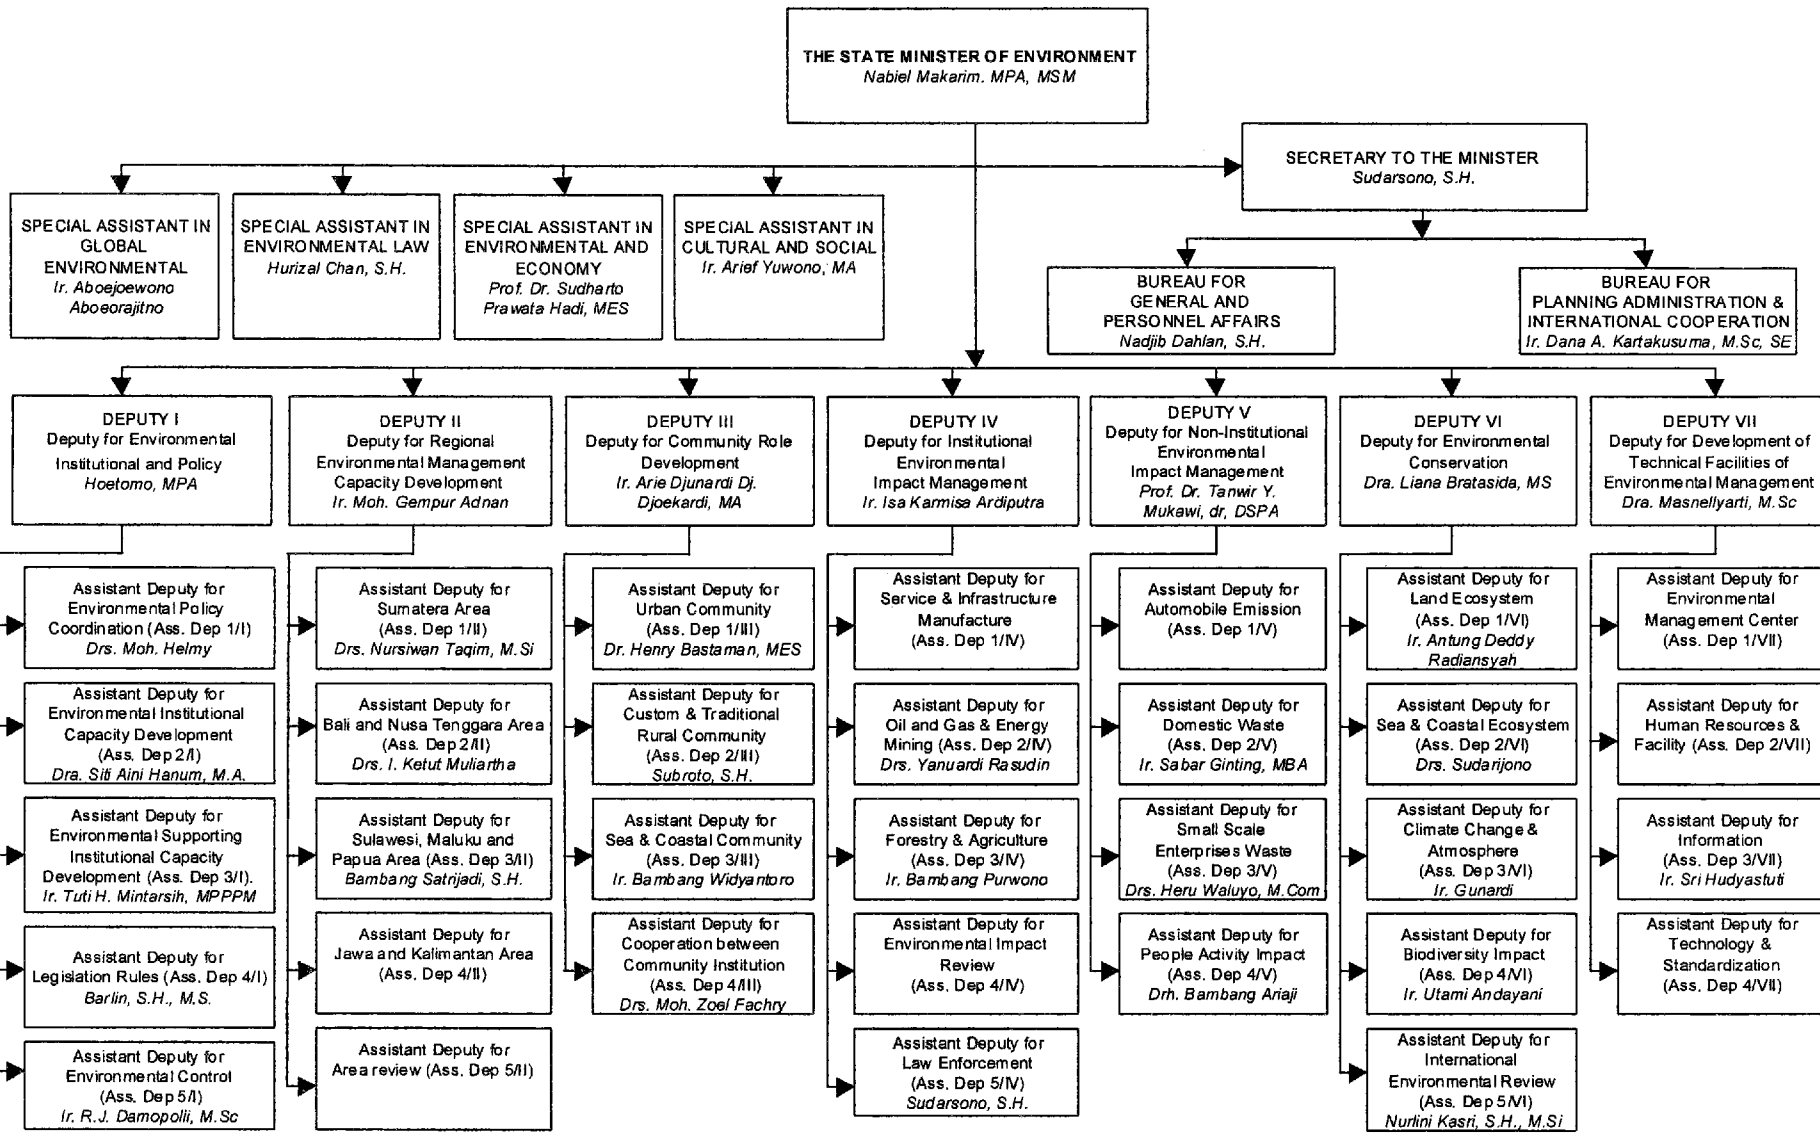 THE STATE MINISTER OF ENVIRONMENT
Nabiel Makarim. MPA, MSM
SECRETARY TO THE MINISTER
Sudarsono, S.H.
SPECIAL ASSISTANT IN
GLOBAL
ENVIRONMENTAL
Ir. Aboejoewono
Aboeorajitno
SPECIAL ASSISTANT IN
ENVIRONMENTAL LAW
Hurizal Chan, S.H.
SPECIAL ASSISTANT IN
ENVIRONMENTAL AND
ECONOMY
Prof. Dr. Sudharto
Prawata Hadi, MES
SPECIAL ASSISTANT IN
CULTURAL AND SOCIAL
Ir. Arief Yuwono, MA
BUREAU FOR
GENERAL AND
PERSONNEL AFFAIRS
Nadjib Dahlan, S.H.
BUREAU FOR
PLANNING ADMINISTRATION &
INTERNATIONAL COOPERATION
Ir. Dana A. Kartakusuma, M.Sc, SE
DEPUTY I
Deputy for Environmental
Institutional and Policy
Hoetomo, MPA
DEPUTY II
Deputy for Regional
Environmental Management
Capacity Development
Ir. Moh. Gempur Adnan
DEPUTY III
Deputy for Community Role
Development
Ir. Arie Djunardi Dj.
Djoekardi, MA
DEPUTY IV
Deputy for Institutional
Environmental
Impact Management
Ir. Isa Karmisa Ardiputra
DEPUTY V
Deputy for Non-Institutional
Environmental
Impact Management
Prof. Dr. Tanwir Y.
Mukawi, dr, DSPA
DEPUTY VI
Deputy for Environmental
Conservation
Dra. Liana Bratasida, MS
DEPUTY VII
Deputy for Development of
Technical Facilities of
Environmental Management
Dra. Masnellyarti, M.Sc
Assistant Deputy for
Environmental Policy
Coordination (Ass. Dep 1/I)
Drs. Moh. Helmy
Assistant Deputy for
Environmental Institutional
Capacity Development
(Ass. Dep 2/I)
Dra. Siti Aini Hanum, M.A.
Assistant Deputy for
Environmental Supporting
Institutional Capacity
Development (Ass. Dep 3/I).
Ir. Tuti H. Mintarsih, MPPPM
Assistant Deputy for
Legislation Rules (Ass. Dep 4/I)
Barlin, S.H., M.S.
Assistant Deputy for
Environmental Control
(Ass. Dep 5/I)
Ir. R.J. Damopolii, M.Sc
Assistant Deputy for
Sumatera Area
(Ass. Dep 1/II)
Drs. Nursiwan Taqim, M.Si
Assistant Deputy for
Bali and Nusa Tenggara Area
(Ass. Dep 2/II)
Drs. I. Ketut Muliartha
Assistant Deputy for
Sulawesi, Maluku and
Papua Area (Ass. Dep 3/II)
Bambang Satrijadi, S.H.
Assistant Deputy for
Jawa and Kalimantan Area
(Ass. Dep 4/II)
Assistant Deputy for
Area review (Ass. Dep 5/II)
Assistant Deputy for
Urban Community
(Ass. Dep 1/III)
Dr. Henry Bastaman, MES
Assistant Deputy for
Custom & Traditional
Rural Community
(Ass. Dep 2/III)
Subroto, S.H.
Assistant Deputy for
Sea & Coastal Community
(Ass. Dep 3/III)
Ir. Bambang Widyantoro
Assistant Deputy for
Cooperation between
Community Institution
(Ass. Dep 4/III)
Drs. Moh. Zoel Fachry
Assistant Deputy for
Service & Infrastructure
Manufacture
(Ass. Dep 1/IV)
Assistant Deputy for
Oil and Gas & Energy
Mining (Ass. Dep 2/IV)
Drs. Yanuardi Rasudin
Assistant Deputy for
Forestry & Agriculture
(Ass. Dep 3/IV)
Ir. Bambang Purwono
Assistant Deputy for
Environmental Impact
Review
(Ass. Dep 4/IV)
Assistant Deputy for
Law Enforcement
(Ass. Dep 5/IV)
Sudarsono, S.H.
Assistant Deputy for
Automobile Emission
(Ass. Dep 1/V)
Assistant Deputy for
Domestic Waste
(Ass. Dep 2/V)
Ir. Sabar Ginting, MBA
Assistant Deputy for
Small Scale
Enterprises Waste
(Ass. Dep 3/V)
Drs. Heru Waluyo, M.Com
Assistant Deputy for
People Activity Impact
(Ass. Dep 4/V)
Drh. Bambang Ariaji
Assistant Deputy for
Land Ecosystem
(Ass. Dep 1/VI)
Ir. Antung Deddy
Radiansyah
Assistant Deputy for
Sea & Coastal Ecosystem
(Ass. Dep 2/VI)
Drs. Sudarijono
Assistant Deputy for
Climate Change &
Atmosphere
(Ass. Dep 3/VI)
Ir. Gunardi
Assistant Deputy for
Biodiversity Impact
(Ass. Dep 4/VI)
Ir. Utami Andayani
Assistant Deputy for
International
Environmental Review
(Ass. Dep 5/VI)
Nurlini Kasri, S.H., M.Si
Assistant Deputy for
Environmental
Management Center
(Ass. Dep 1/VII)
Assistant Deputy for
Human Resources &
Facility (Ass. Dep 2/VII)
Assistant Deputy for
Information
(Ass. Dep 3/VII)
Ir. Sri Hudyastuti
Assistant Deputy for
Technology &
Standardization
(Ass. Dep 4/VII)